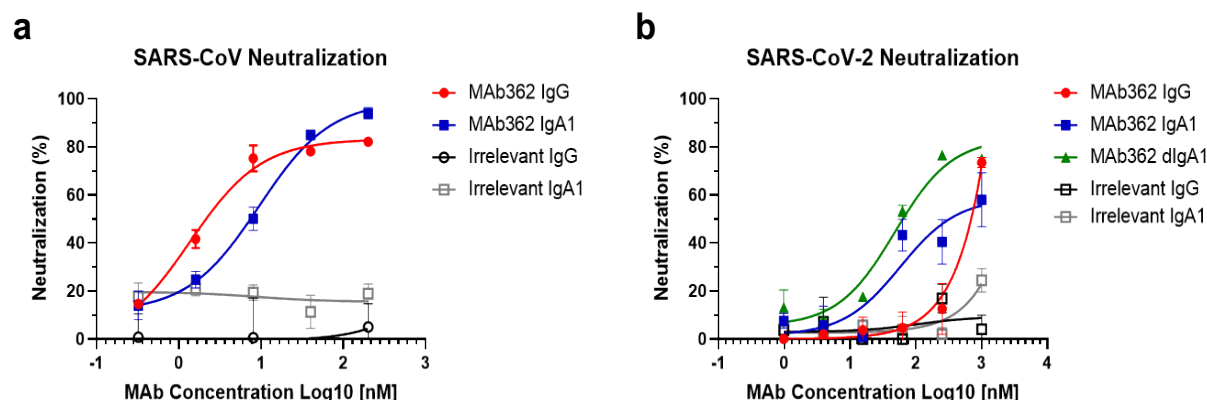 a
SARS-CoV Neutralization
MAb362 IgG
MAb362 IgA1
Irrelevant IgG
Irrelevant IgA1
Neutralization (%)
100
80
60
40
20
0
-1 0 1 2 3
MAb Concentration Log10 [nM]
b
SARS-CoV-2 Neutralization
MAb362 IgG
MAb362 IgA1
MAb362 dIgA1
Irrelevant IgG
Irrelevant IgA1
Neutralization (%)
100
80
60
40
20
0
-1 0 1 2 3 4
MAb Concentration Log10 [nM]